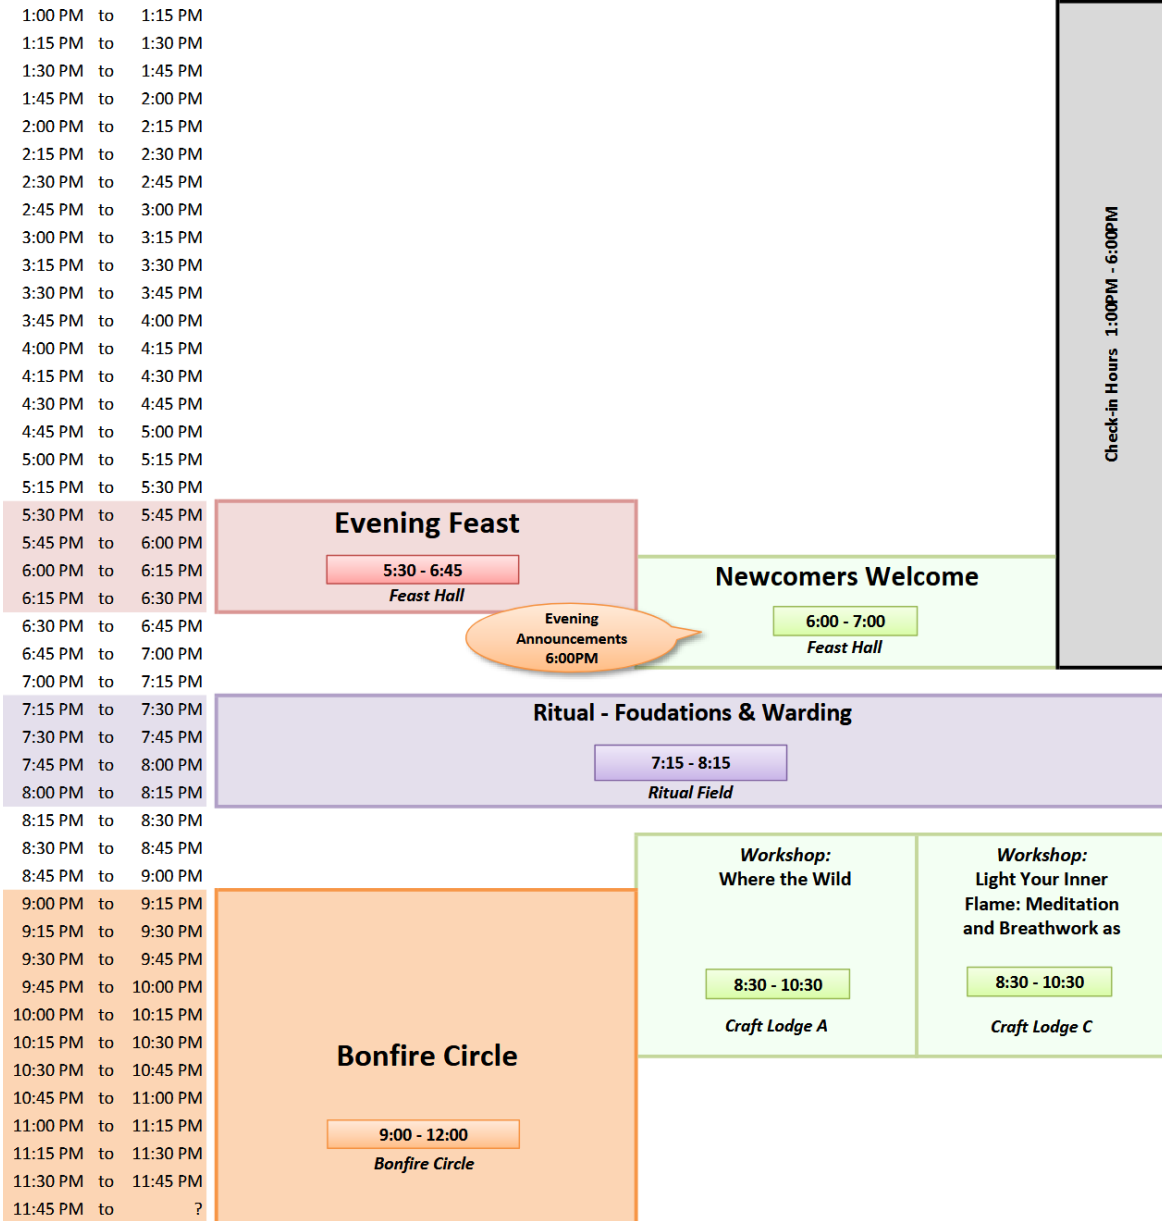 1:00 PM to 1:15 PM
1:15 PM to 1:30 PM
1:30 PM to 1:45 PM
1:45 PM to 2:00 PM
2:00 PM to 2:15 PM
2:15 PM to 2:30 PM
2:30 PM to 2:45 PM
2:45 PM to 3:00 PM
3:00 PM to 3:15 PM
3:15 PM to 3:30 PM
3:30 PM to 3:45 PM
3:45 PM to 4:00 PM
4:00 PM to 4:15 PM
4:15 PM to 4:30 PM
4:30 PM to 4:45 PM
4:45 PM to 5:00 PM
5:00 PM to 5:15 PM
5:15 PM to 5:30 PM
5:30 PM to 5:45 PM
5:45 PM to 6:00 PM
6:00 PM to 6:15 PM
6:15 PM to 6:30 PM
6:30 PM to 6:45 PM
6:45 PM to 7:00 PM
7:00 PM to 7:15 PM
7:15 PM to 7:30 PM
7:30 PM to 7:45 PM
7:45 PM to 8:00 PM
8:00 PM to 8:15 PM
8:15 PM to 8:30 PM
8:30 PM to 8:45 PM
8:45 PM to 9:00 PM
9:00 PM to 9:15 PM
9:15 PM to 9:30 PM
9:30 PM to 9:45 PM
9:45 PM to 10:00 PM
10:00 PM to 10:15 PM
10:15 PM to 10:30 PM
10:30 PM to 10:45 PM
10:45 PM to 11:00 PM
11:00 PM to 11:15 PM
11:15 PM to 11:30 PM
11:30 PM to 11:45 PM
11:45 PM to ?
Check-in Hours 1:00PM - 6:00PM
Evening Feast
5:30 - 6:45
Feast Hall
Newcomers Welcome
6:00 - 7:00
Feast Hall
Evening
Announcements
6:00PM
Ritual - Foudations & Warding
7:15 - 8:15
Ritual Field
Workshop:
Where the Wild
8:30 - 10:30
Craft Lodge A
Workshop:
Light Your Inner
Flame: Meditation
and Breathwork as
8:30 - 10:30
Craft Lodge C
Bonfire Circle
9:00 - 12:00
Bonfire Circle